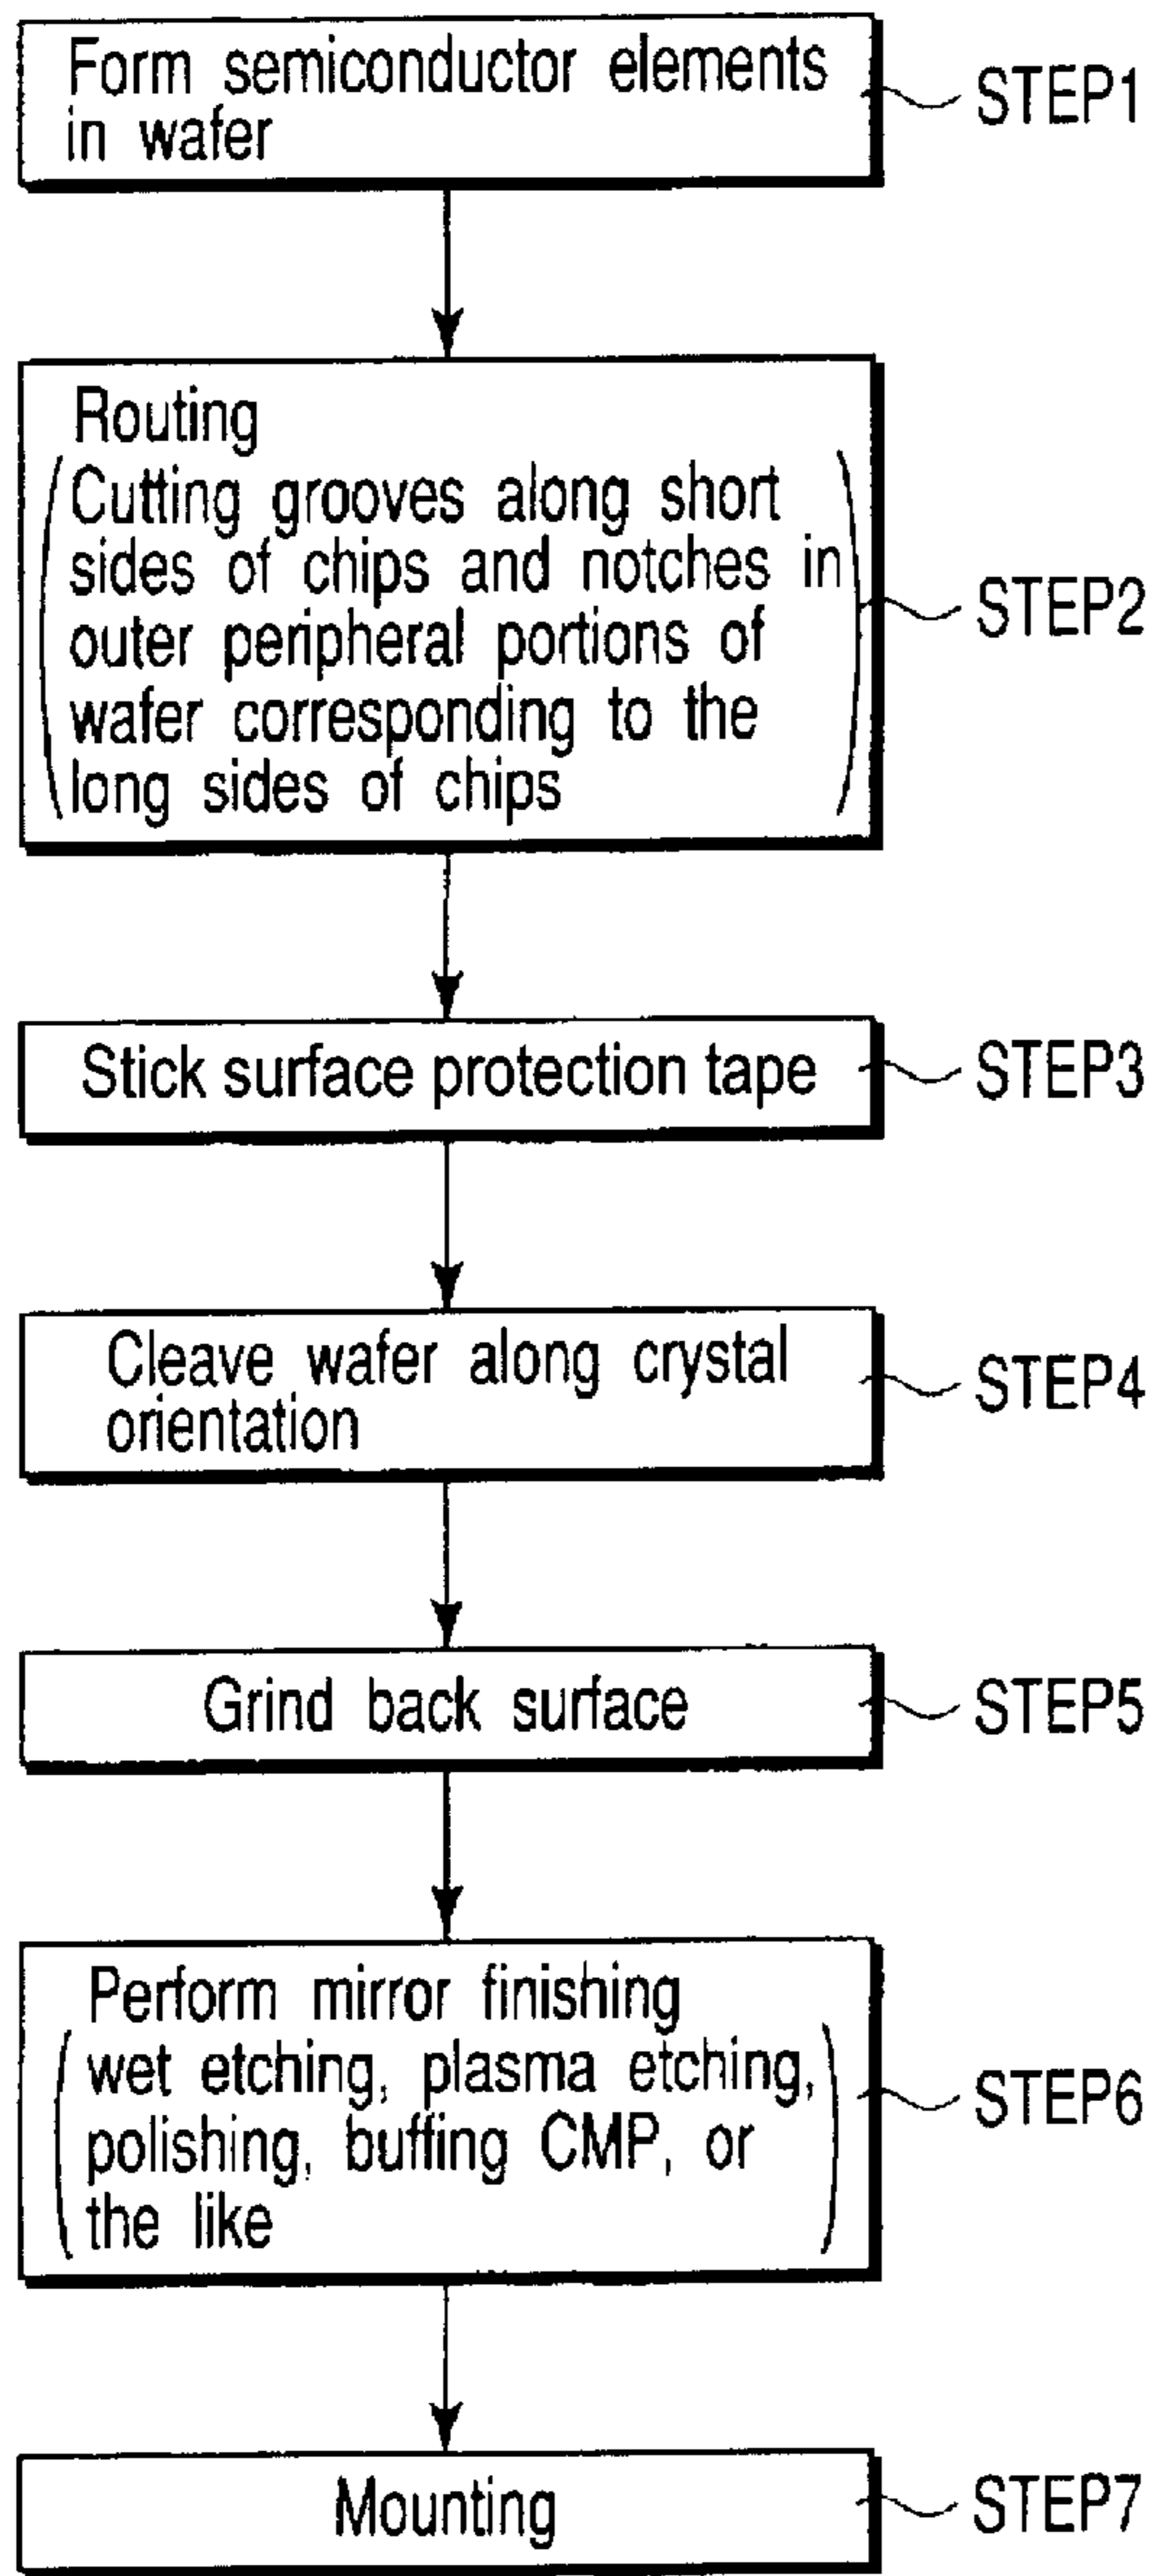 Form semiconductor elements
in wafer
STEP1
Routing
Cutting grooves along short
sides of chips and notches in
outer peripheral portions of
wafer corresponding to the
long sides of chips
STEP2
Stick surface protection tape
STEP3
Cleave wafer along crystal
orientation
STEP4
Grind back surface
STEP5
Perform mirror finishing
wet etching, plasma etching,
polishing, buffing CMP, or
the like
STEP6
Mounting
STEP7